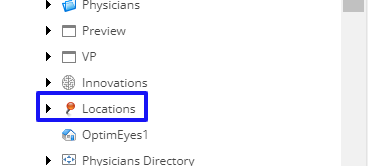 Physicians
Preview
VP
Innovations
Locations
OptimEyes1
Physicians Directory